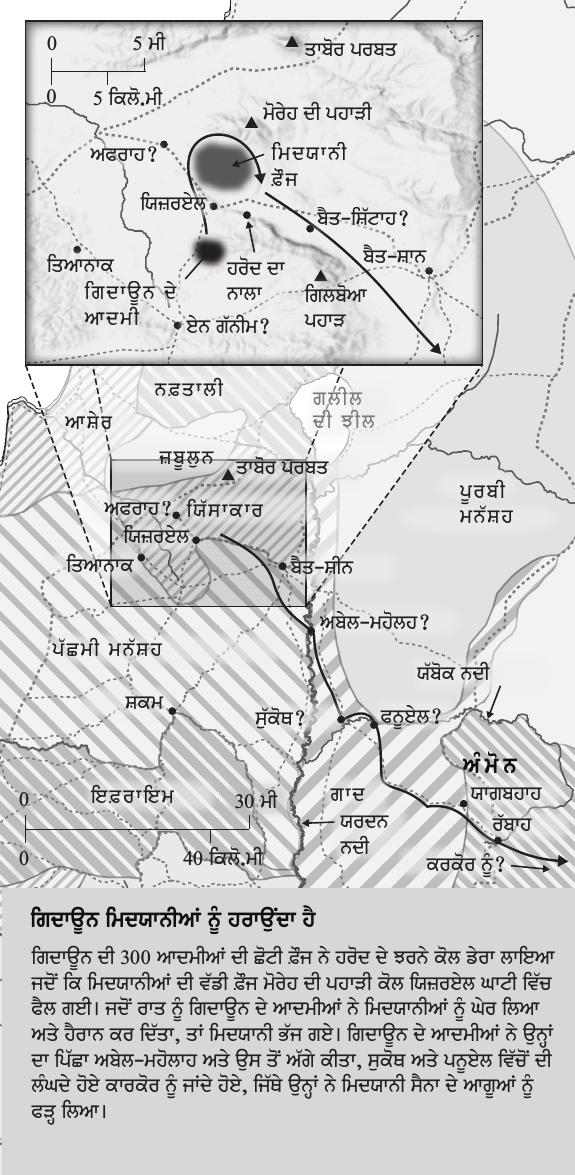 0 5 ਮੀ
0 5 ਕਿਲੋ.ਮੀ
ਤਾਬੋਰ ਪਰਬਤ
ਮੋਰੇਹ ਦੀ ਪਹਾੜੀ
ਅਫਰਾਹ?
ਮਿਦਯਾਨੀ
ਫ਼ੌਜ
ਯਿਜ਼ਰਏਲ
ਬੈਤ-ਸ਼ਿੱਟਾਹ?
ਤਿਆਨਾਕ
ਹਰੋਦ ਦਾ
ਨਾਲਾ
ਬੈਤ-ਸ਼ਾਨ
ਗਿਦਾਊਨ ਦੇ
ਆਦਮੀ
ਗਿਲਬੋਆ
ਪਹਾੜ
ਏਨ ਗੱਨੀਮ?
ਨਫ਼ਤਾਲੀ
ਗਲੀਲ
ਦੀ ਝੀਲ
ਆਸ਼ੇਰ
ਜ਼ਬੂਲੁਨ
ਤਾਬੋਰ ਪਰਬਤ
ਅਫਰਾਹ?
ਯਿੱਸਾਕਾਰ
ਯਿਜ਼ਰਏਲ
ਪੂਰਬੀ
ਮਨੱਸ਼ਹ
ਤਿਆਨਾਕ
ਬੈਤ-ਸ਼ੀਨ
ਅਬੇਲ-ਮਹੋਲਹ?
ਪੱਛਮੀ ਮਨੱਸ਼ਹ
ਯੱਬੋਕ ਨਦੀ
ਸ਼ਕਮ
ਸੁੱਕੋਥ?
ਫਨੂਏਲ?
ਅੰਮੋਨ
ਇਫ਼ਰਾਇਮ
0 30 ਮੀ
0 40 ਕਿਲੋ.ਮੀ
ਗਾਦ
ਯਾਗਬਹਾਹ
ਯਰਦਨ
ਨਦੀ
ਰੱਬਾਹ
ਕਰਕੋਰ ਨੂੰ?
ਗਿਦਾਊਨ ਮਿਦਯਾਨੀਆਂ ਨੂੰ ਹਰਾਉਂਦਾ ਹੈ
ਗਿਦਾਊਨ ਦੀ 300 ਆਦਮੀਆਂ ਦੀ ਛੋਟੀ ਫ਼ੌਜ ਨੇ ਹਰੋਦ ਦੇ ਝਰਨੇ ਕੋਲ ਡੇਰਾ ਲਾਇਆ
ਜਦੋਂ ਕਿ ਮਿਦਯਾਨੀਆਂ ਦੀ ਵੱਡੀ ਫ਼ੌਜ ਮੋਰੇਹ ਦੀ ਪਹਾੜੀ ਕੋਲ ਯਿਜ਼ਰਏਲ ਘਾਟੀ ਵਿੱਚ
ਫੈਲ ਗਈ। ਜਦੋਂ ਰਾਤ ਨੂੰ ਗਿਦਾਊਨ ਦੇ ਆਦਮੀਆਂ ਨੇ ਮਿਦਯਾਨੀਆਂ ਨੂੰ ਘੇਰ ਲਿਆ
ਅਤੇ ਹੈਰਾਨ ਕਰ ਦਿੱਤਾ, ਤਾਂ ਮਿਦਯਾਨੀ ਭੱਜ ਗਏ। ਗਿਦਾਊਨ ਦੇ ਆਦਮੀਆਂ ਨੇ ਉਨ੍ਹਾਂ
ਦਾ ਪਿੱਛਾ ਅਬੇਲ-ਮਹੋਲਾਹ ਅਤੇ ਉਸ ਤੋਂ ਅੱਗੇ ਕੀਤਾ, ਸੁਕੋਥ ਅਤੇ ਪਨੂਏਲ ਵਿੱਚੋਂ ਦੀ
ਲੰਘਦੇ ਹੋਏ ਕਾਰਕੋਰ ਨੂੰ ਜਾਂਦੇ ਹੋਏ, ਜਿੱਥੇ ਉਨ੍ਹਾਂ ਨੇ ਮਿਦਯਾਨੀ ਸੈਨਾ ਦੇ ਆਗੂਆਂ ਨੂੰ
ਫੜ੍ਹ ਲਿਆ।